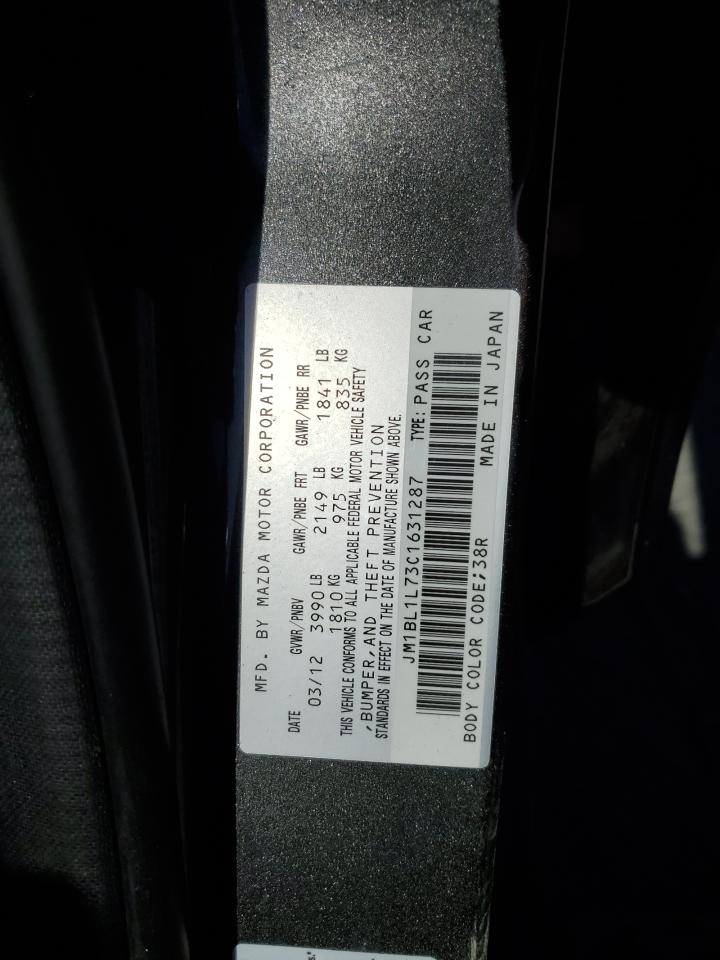 MFD. BY MAZDA MOTOR CORPORATION
DATE GVWR/PNBV GAWR/PNBE FRT GAWR/PNBE RR
03/12 3990 LB 2149 LB 1841 LB
1810 KG 975 KG 835 KG
THIS VEHICLE CONFORMS TO ALL APPLICABLE FEDERAL MOTOR VEHICLE SAFETY
,BUMPER,AND THEFT PREVENTION
STANDARDS IN EFFECT ON THE DATE OF MANUFACTURE SHOWN ABOVE.
JM1BL1L73C1631287 TYPE: PASS CAR
BODY COLOR CODE;38R MADE IN JAPAN